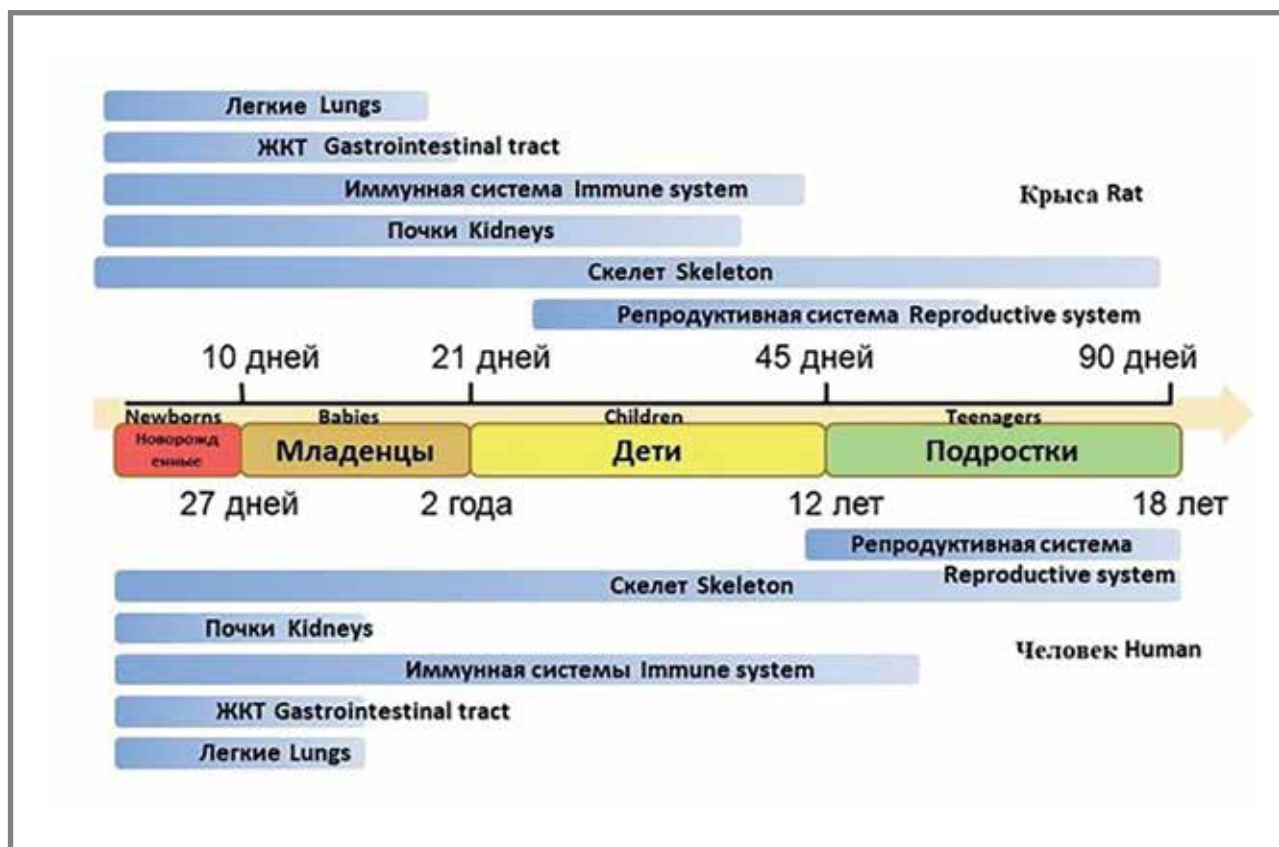 Легкие Lungs
ЖКТ Gastrointestinal tract
Иммунная система Immune system
Крыса Rat
Почки Kidneys
Скелет Skeleton
Репродуктивная система Reproductive system
10 дней 21 дней 45 дней 90 дней
Newborns Babies Children Teenagers
Новорожд
енные
Младенцы Дети Подростки
27 дней 2 года 12 лет 18 лет
Репродуктивная система
Reproductive system
Скелет Skeleton
Почки Kidneys
Человек Human
Иммунная системы Immune system
ЖКТ Gastrointestinal tract
Легкие Lungs